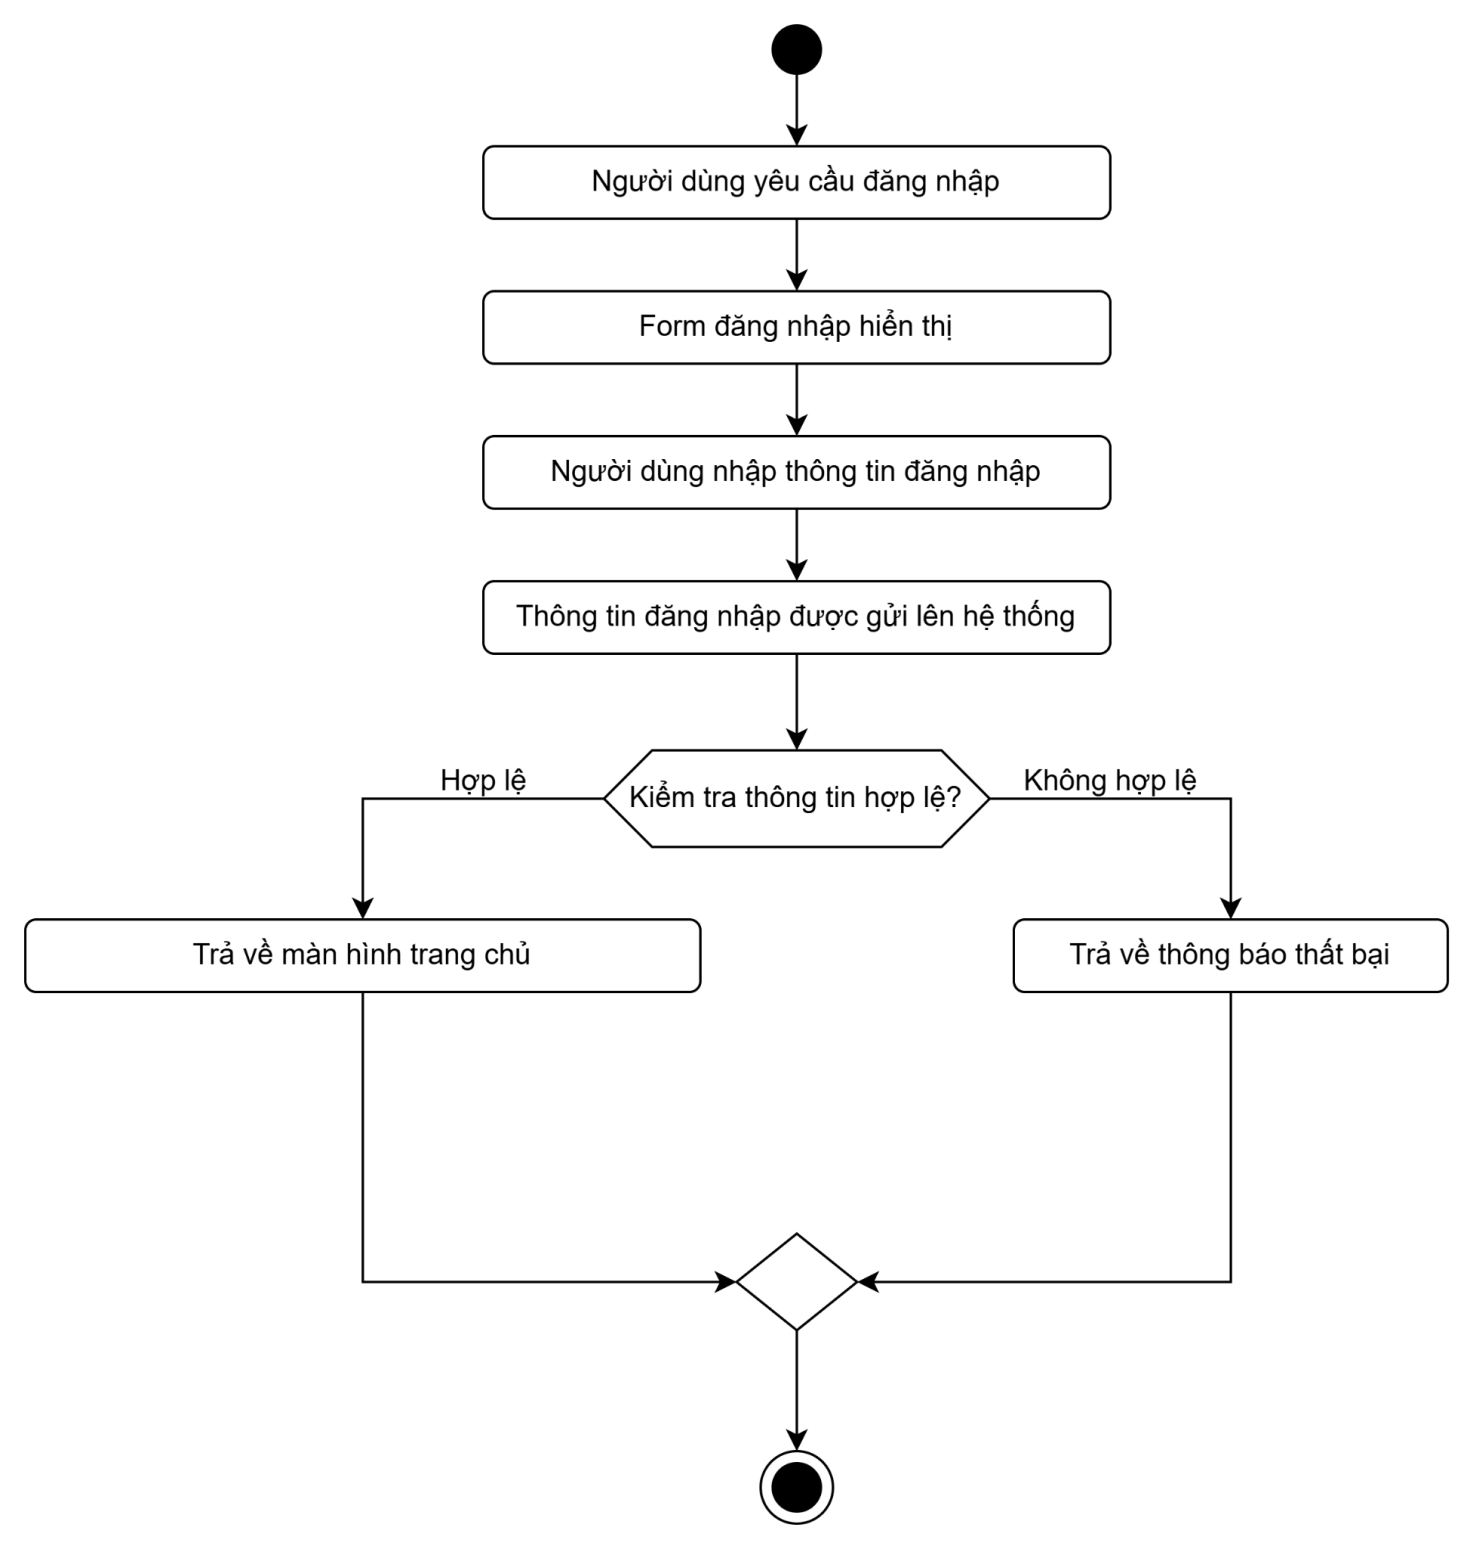 Người dùng yêu cầu đăng nhập
Form đăng nhập hiển thị
Người dùng nhập thông tin đăng nhập
Thông tin đăng nhập được gửi lên hệ thống
Hợp lệ
Kiểm tra thông tin hợp lệ?
Không hợp lệ
Trả về màn hình trang chủ
Trả về thông báo thất bại